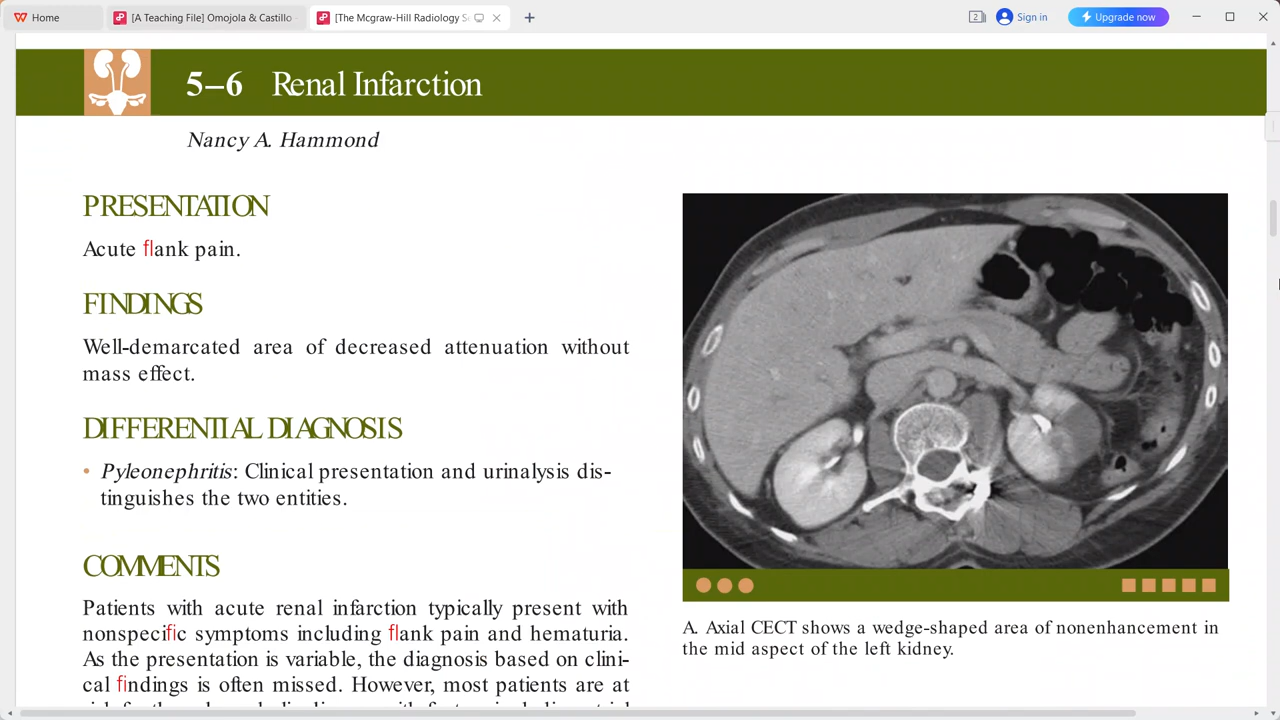 Home
[A Teaching File] Omojola & Castillo -
[The Mcgraw-Hill Radiology S
2
Sign in
Upgrade now
5–6 Renal Infarction
Nancy A. Hammond
PRESENTATION
Acute flank pain.
FINDINGS
Well-demarcated area of decreased attenuation without
mass effect.
DIFFERENTIAL DIAGNOSIS
• Pyleonephritis: Clinical presentation and urinalysis dis-
tinguishes the two entities.
COMMENTS
Patients with acute renal infarction typically present with
nonspecific symptoms including flank pain and hematuria.
As the presentation is variable, the diagnosis based on clini-
cal findings is often missed. However, most patients are at
A. Axial CECT shows a wedge-shaped area of nonenhancement in
the mid aspect of the left kidney.